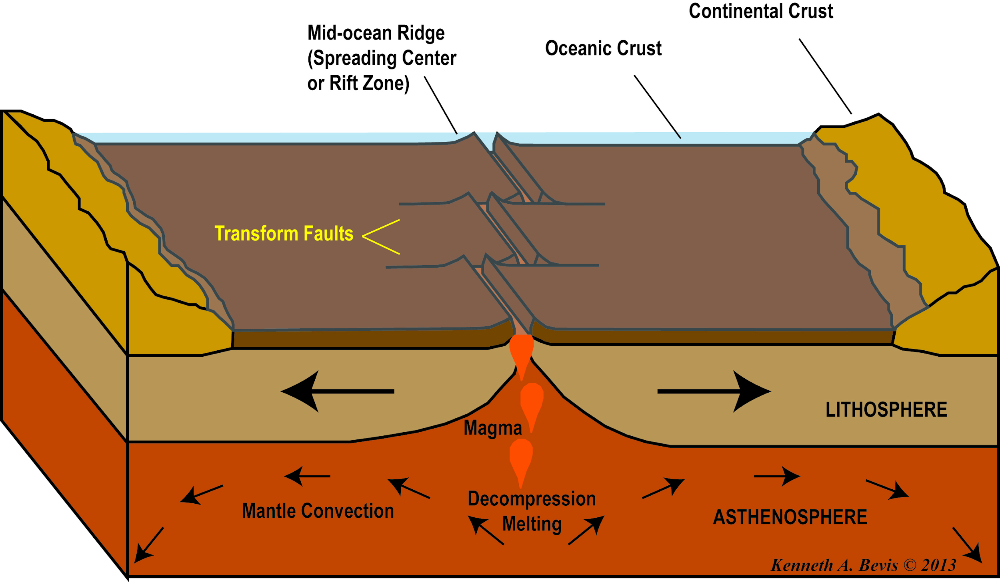 Continental Crust
Mid-ocean Ridge
(Spreading Center
or Rift Zone)
Oceanic Crust
Transform Faults
LITHOSPHERE
Magma
Decompression
Melting
Mantle Convection
ASTHENOSPHERE
Kenneth A. Bevis © 2013